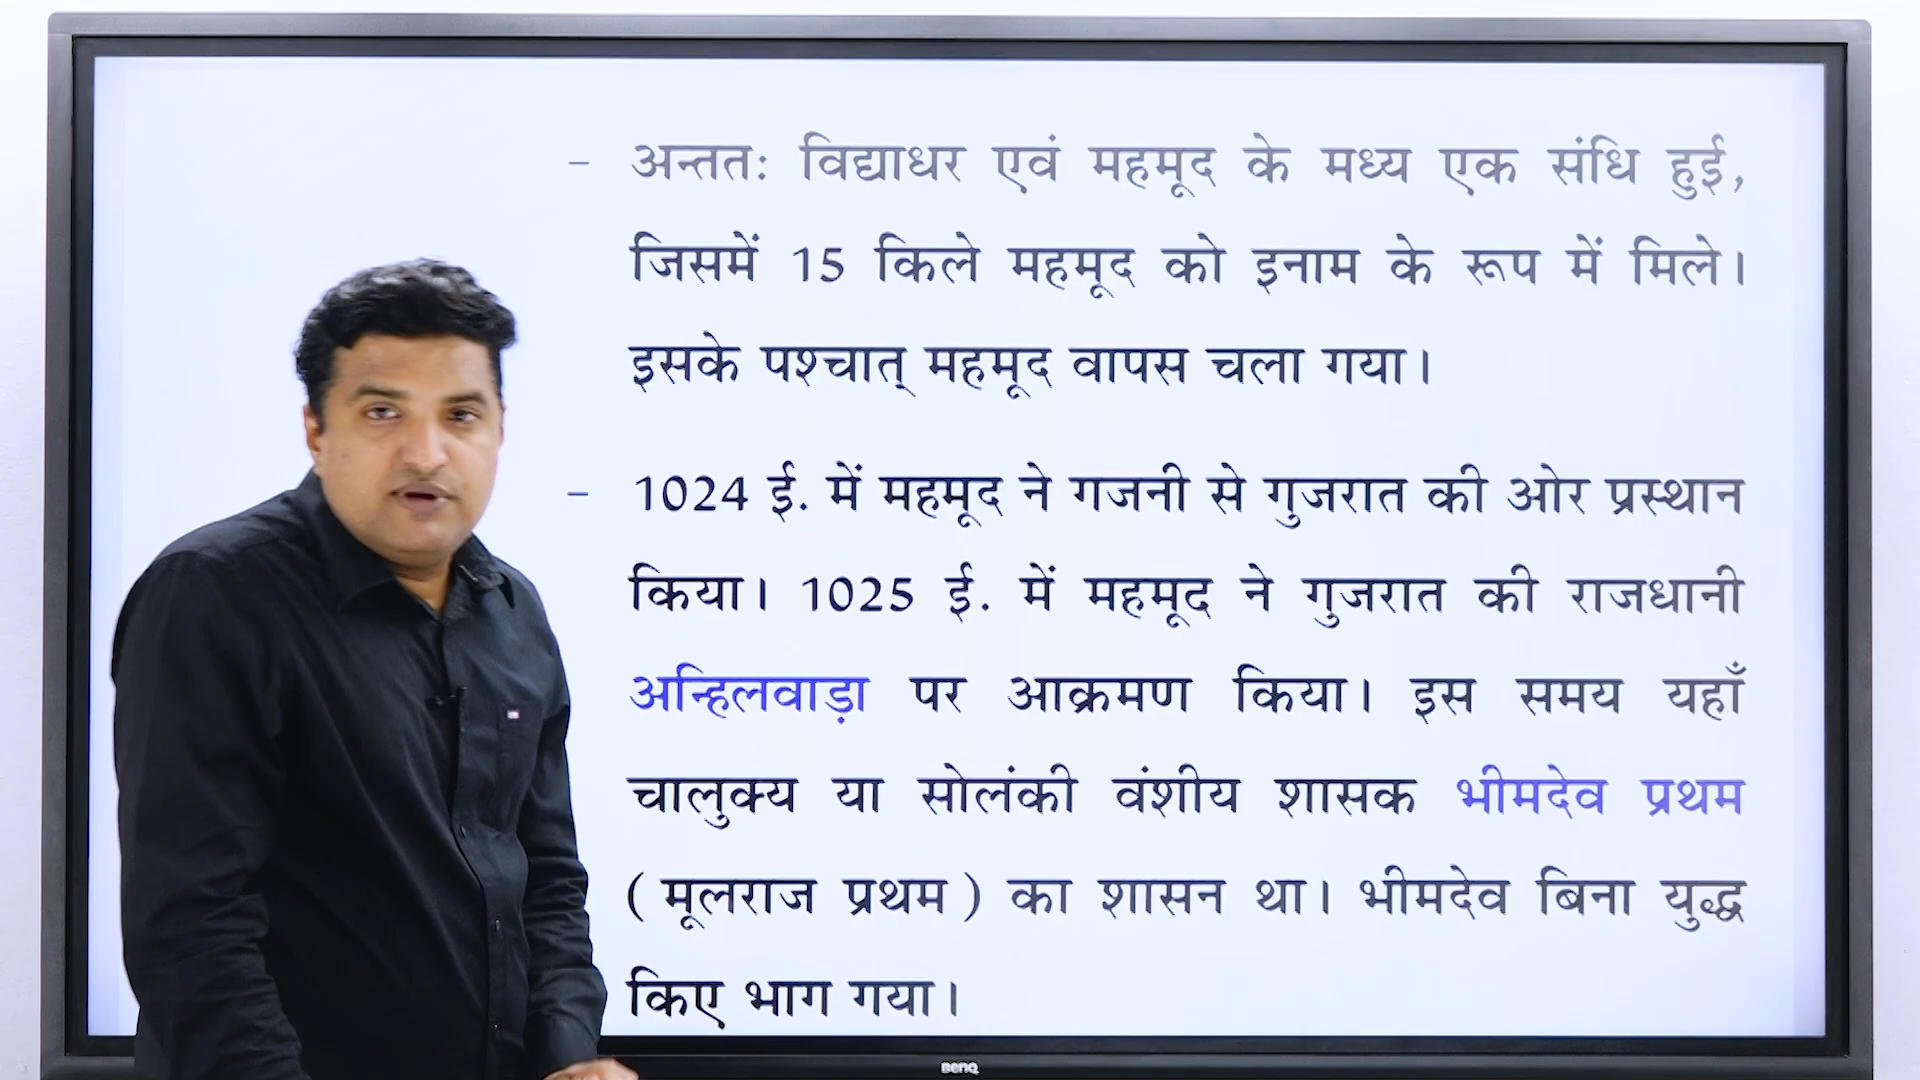 - अन्ततः विद्याधर एवं महमूद के मध्य एक संधि हुई,
जिसमें 15 किले महमूद को इनाम के रूप में मिले।
इसके पश्चात् महमूद वापस चला गया।
- 1024 ई. में महमूद ने गजनी से गुजरात की ओर प्रस्थान
किया। 1025 ई. में महमूद ने गुजरात की राजधानी
अन्हिलवाड़ा पर आक्रमण किया। इस समय यहाँ
चालुक्य या सोलंकी वंशीय शासक भीमदेव प्रथम
(मूलराज प्रथम) का शासन था। भीमदेव बिना युद्ध
किए भाग गया।
BenQ